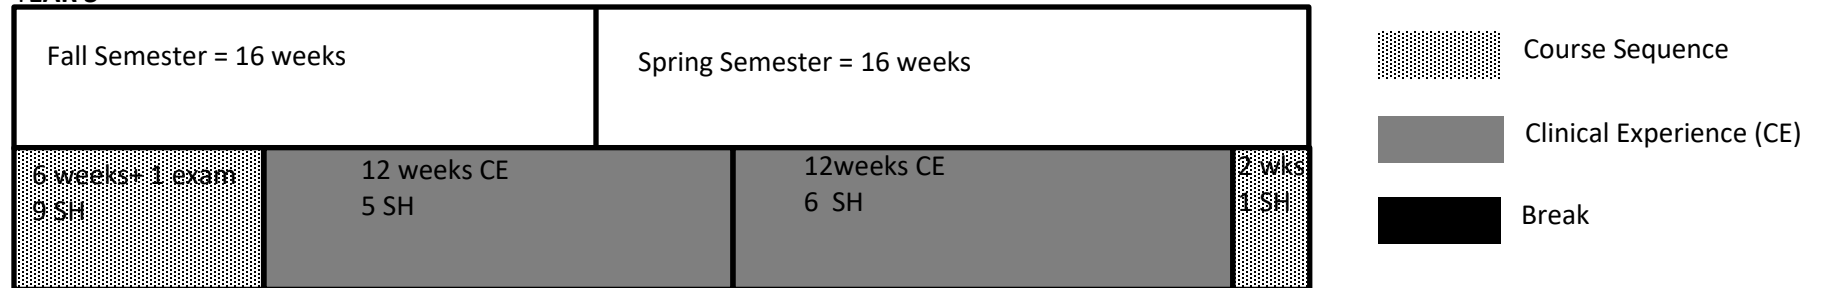 Fall Semester = 16 weeks
Spring Semester = 16 weeks
6 weeks+ 1 exam
9 SH
12 weeks CE
5 SH
12weeks CE
6 SH
2 wks
1 SH
Course Sequence
Clinical Experience (CE)
Break